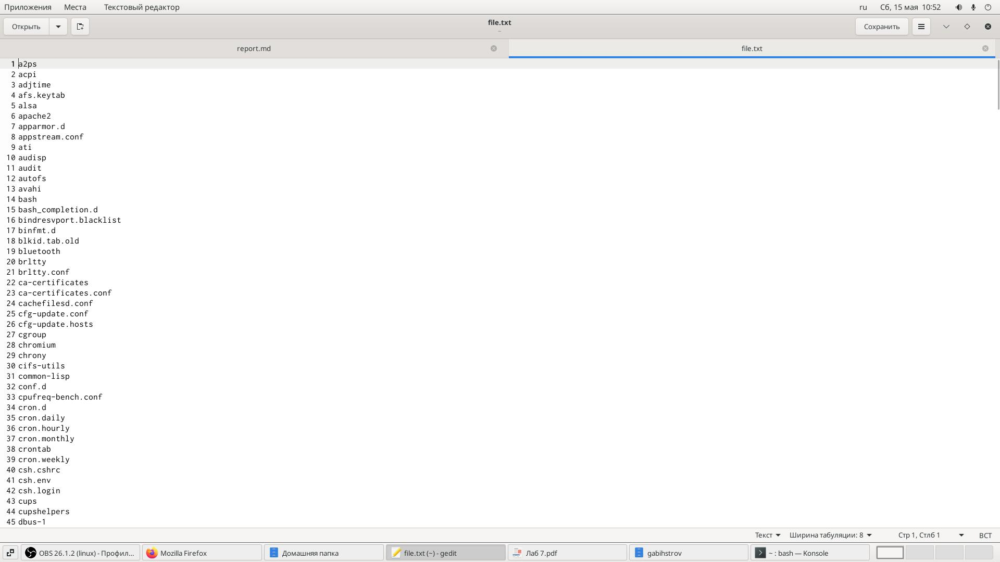 Приложения Места Текстовый редактор ru Сб, 15 мая 10:52
Открыть file.txt Сохранить
~
report.md file.txt
1 a2ps
2 acpi
3 adjtime
4 afs.keytab
5 alsa
6 apache2
7 apparmor.d
8 appstream.conf
9 ati
10 audisp
11 audit
12 autofs
13 avahi
14 bash
15 bash_completion.d
16 bindresvport.blacklist
17 binfmt.d
18 blkid.tab.old
19 bluetooth
20 brltty
21 brltty.conf
22 ca-certificates
23 ca-certificates.conf
24 cachefilesd.conf
25 cfg-update.conf
26 cfg-update.hosts
27 cgroup
28 chromium
29 chrony
30 cifs-utils
31 common-lisp
32 conf.d
33 cpufreq-bench.conf
34 cron.d
35 cron.daily
36 cron.hourly
37 cron.monthly
38 crontab
39 cron.weekly
40 csh.cshrc
41 csh.env
42 csh.login
43 cups
44 cupshelpers
45 dbus-1
Текст Ширина табуляции: 8 Стр 1, Стлб 1 ВСТ
OBS 26.1.2 (linux) - Профил... Mozilla Firefox Домашняя папка file.txt (~) - gedit Лаб 7.pdf gabihstrov ~ : bash — Konsole